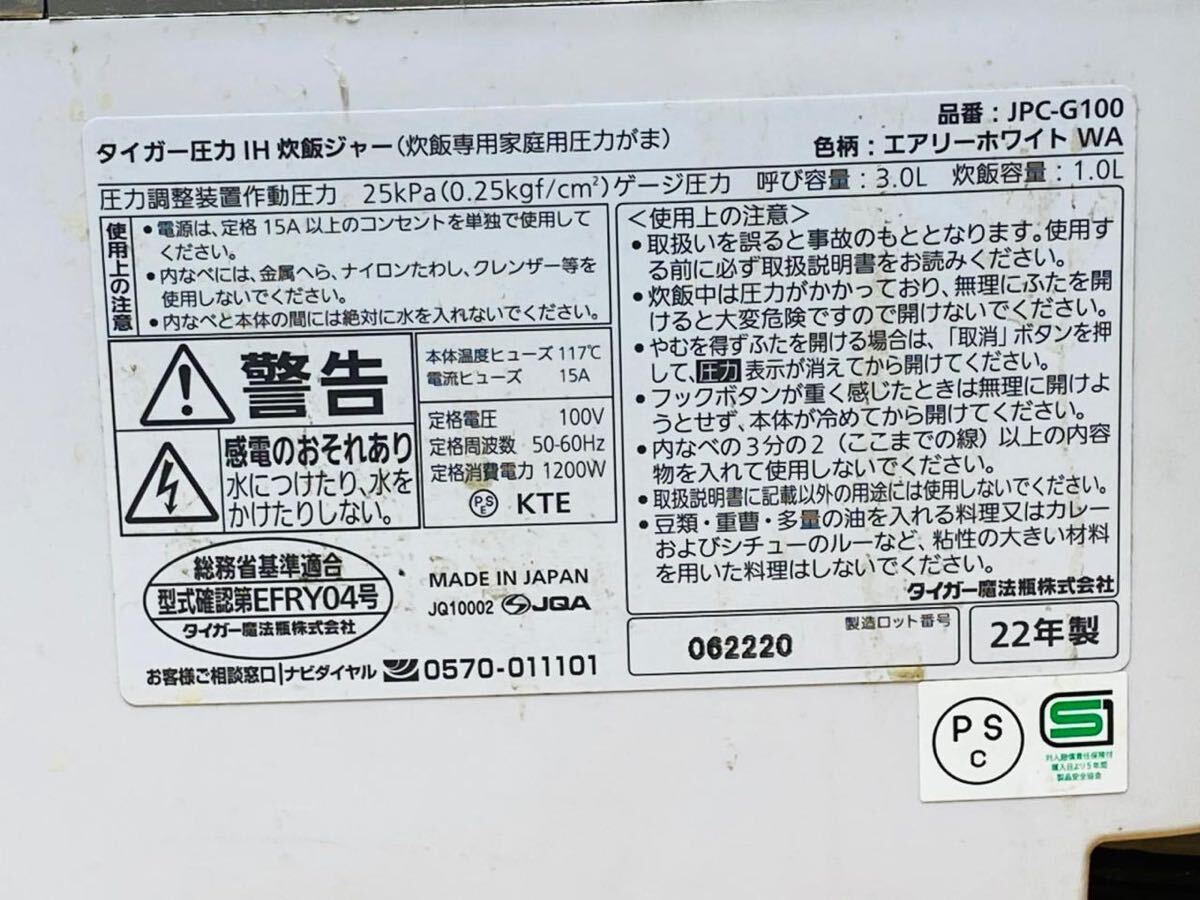 タイガー圧力IH炊飯ジャー(炊飯専用家庭用圧力がま)
品番：JPC-G100
色柄：エアリーホワイト WA
圧力調整装置作動圧力 25kPa(0.25kgf/cm²)ゲージ圧力 呼び容量：3.0L 炊飯容量：1.0L
使用上の注意
•電源は、定格15A以上のコンセントを単独で使用して
ください。
•内なべには、金属へら、ナイロンたわし、クレンザー等を
使用しないでください。
•内なべと本体の間には絶対に水を入れないでください。
警告
感電のおそれあり
水につけたり、水を
かけたりしない。
本体温度ヒューズ 117℃
電流ヒューズ 15A
定格電圧 100V
定格周波数 50-60Hz
定格消費電力 1200W
PSE KTE
総務省基準適合
型式確認第EFRY04号
タイガー魔法瓶株式会社
MADE IN JAPAN
JQ10002 JQA
お客様ご相談窓口|ナビダイヤル 0570-011101
＜使用上の注意＞
•取扱いを誤ると事故のもととなります。使用す
る前に必ず取扱説明書をお読みください。
•炊飯中は圧力がかかっており、無理にふたを開
けると大変危険ですので開けないでください。
•やむを得ずふたを開ける場合は、「取消」ボタンを押
して、圧力表示が消えてから開けてください。
•フックボタンが重く感じたときは無理に開けよ
うとせず、本体が冷めてから開けてください。
•内なべの3分の2（ここまでの線）以上の内容
物を入れて使用しないでください。
•取扱説明書に記載以外の用途には使用しないでください。
•豆類・重曹・多量の油を入れる料理又はカレー
およびシチューのルーなど、粘性の大きい材料
を用いた料理はしないでください。
タイガー魔法瓶株式会社
製造ロット番号
062220
22年製
PS
C
S1
対人賠償責任保険付
購入日より5年間
製品安全協会